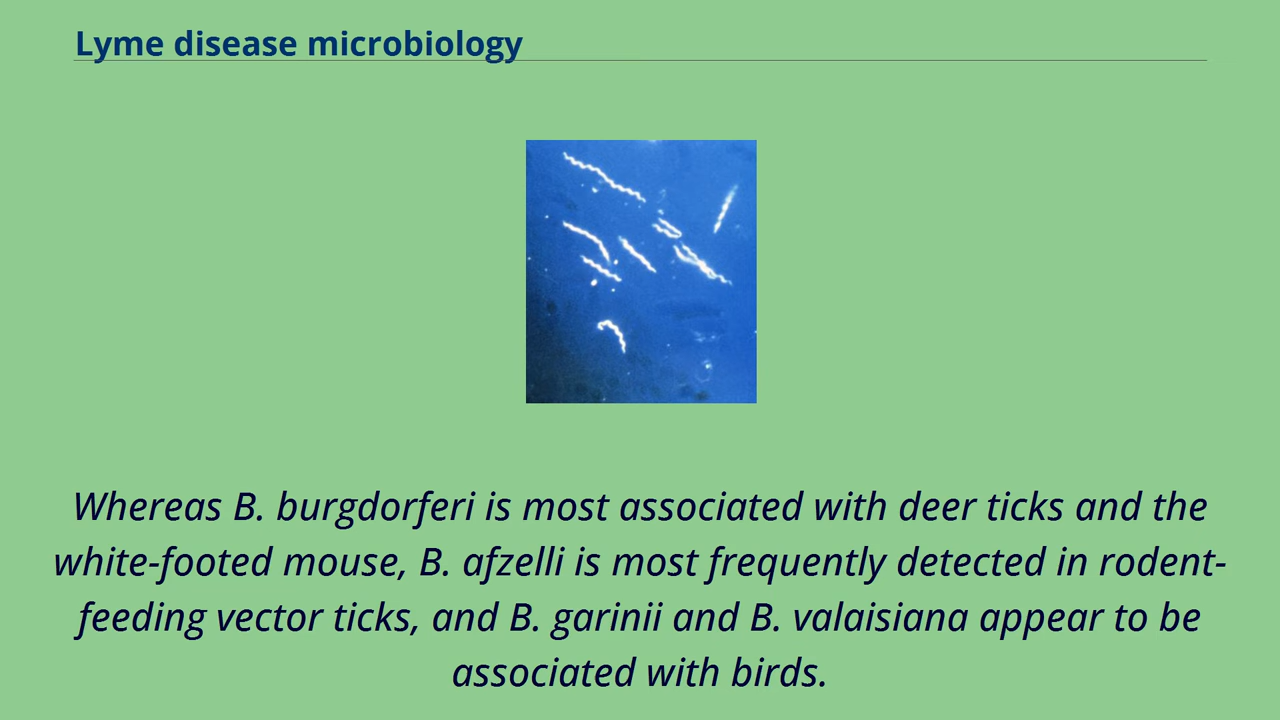 Lyme disease microbiology
Whereas B. burgdorferi is most associated with deer ticks and the
white-footed mouse, B. afzelli is most frequently detected in rodent-
feeding vector ticks, and B. garinii and B. valaisiana appear to be
associated with birds.